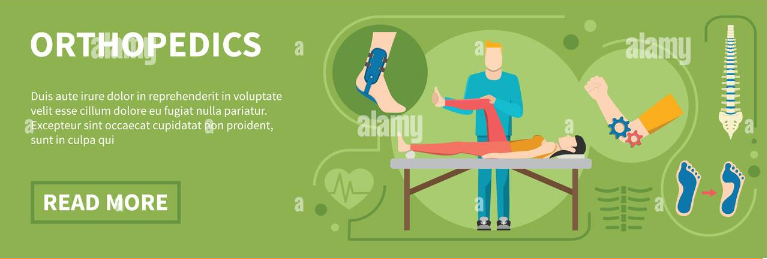 ORTHOPEDICS
Duis aute irure dolor in reprehenderit in voluptate
velit esse cillum dolore eu fugiat nulla pariatur.
Excepteur sint occaecat cupidatat non proident,
sunt in culpa qui
READ MORE
alamy
alamy
alamy
a
a
a
a
a
a
a
a